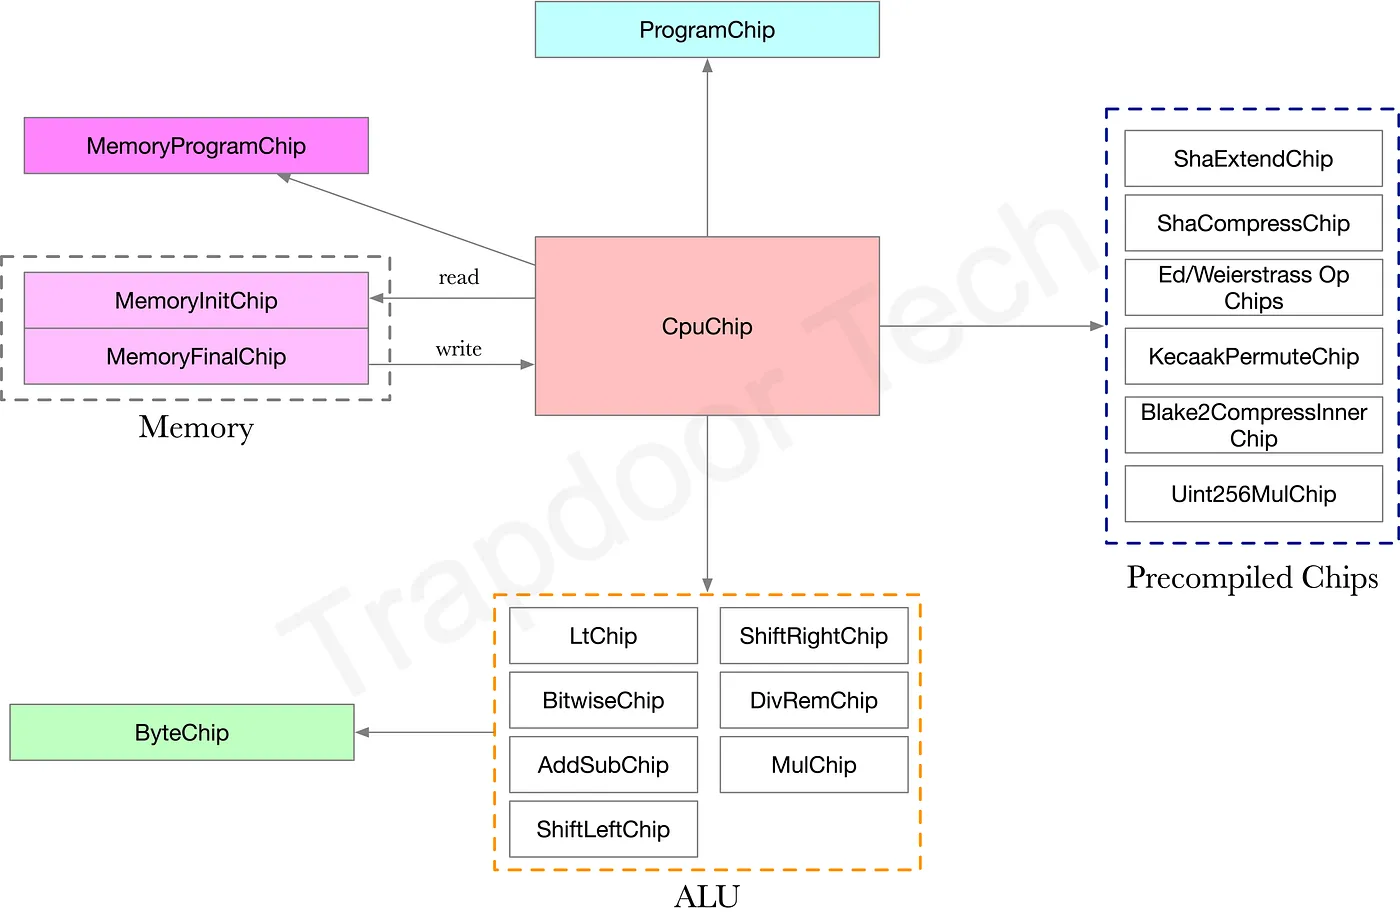 ProgramChip
MemoryProgramChip
MemoryInitChip
MemoryFinalChip
Memory
read
write
CpuChip
ShaExtendChip
ShaCompressChip
Ed/Weierstrass Op
Chips
KecaakPermuteChip
Blake2CompressInner
Chip
Uint256MulChip
Precompiled Chips
LtChip
ShiftRightChip
BitwiseChip
DivRemChip
AddSubChip
MulChip
ShiftLeftChip
ALU
ByteChip
Trapdoor Tech